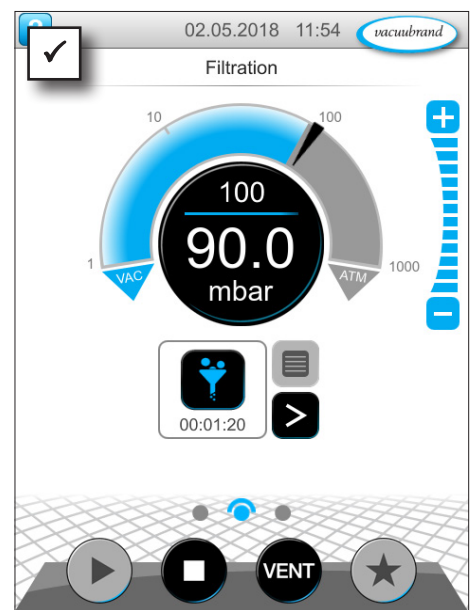 02.05.2018 11:54 vacuubrand
Filtration
10 100
100
90.0
mbar
1 VAC ATM 1000
00:01:20
VENT